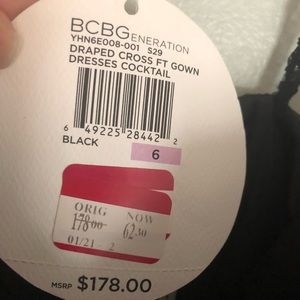 BCBGENERATION
YHN6E008-001 S29
DRAPED CROSS FT GOWN
DRESSES COCKTAIL
6 49225 28442 2
BLACK 6
ORIG NOW
178.00 62.30
01/21- 2
MSRP $178.00